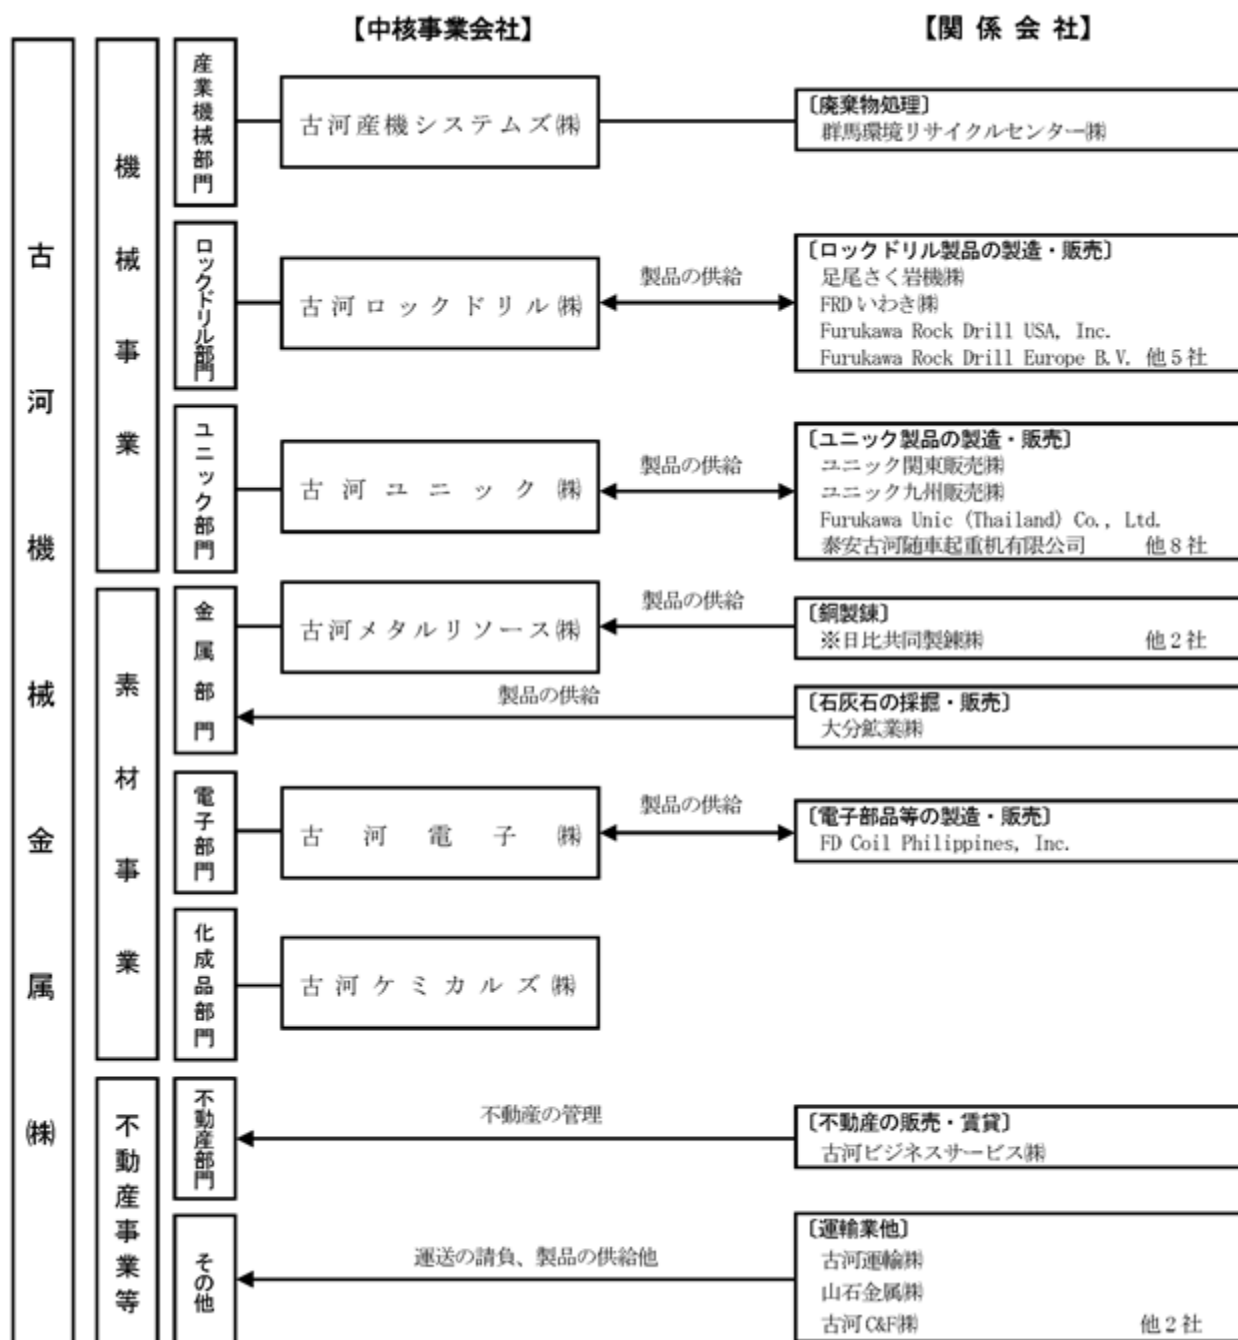 【中核事業会社】
【関係会社】
古河機械金属㈱
機械事業
産業機械部門
古河産機システムズ㈱
〔廃棄物処理〕
群馬環境リサイクルセンター㈱
ロックドリル部門
古河ロックドリル㈱
製品の供給
〔ロックドリル製品の製造・販売〕
足尾さく岩機㈱
FRDいわき㈱
Furukawa Rock Drill USA, Inc.
Furukawa Rock Drill Europe B.V. 他5社
ユニック部門
古河ユニック㈱
製品の供給
〔ユニック製品の製造・販売〕
ユニック関東販売㈱
ユニック九州販売㈱
Furukawa Unic (Thailand) Co., Ltd.
泰安古河随車起重机有限公司 他8社
素材事業
金属部門
古河メタルリソース㈱
製品の供給
〔銅製錬〕
※日比共同製錬㈱ 他2社
製品の供給
〔石灰石の採掘・販売〕
大分鉱業㈱
電子部門
古河電子㈱
製品の供給
〔電子部品等の製造・販売〕
FD Coil Philippines, Inc.
化成品部門
古河ケミカルズ㈱
不動産事業等
不動産部門
不動産の管理
〔不動産の販売・賃貸〕
古河ビジネスサービス㈱
その他
運送の請負、製品の供給他
〔運輸業他〕
古河運輸㈱
山石金属㈱
古河C&F㈱ 他2社